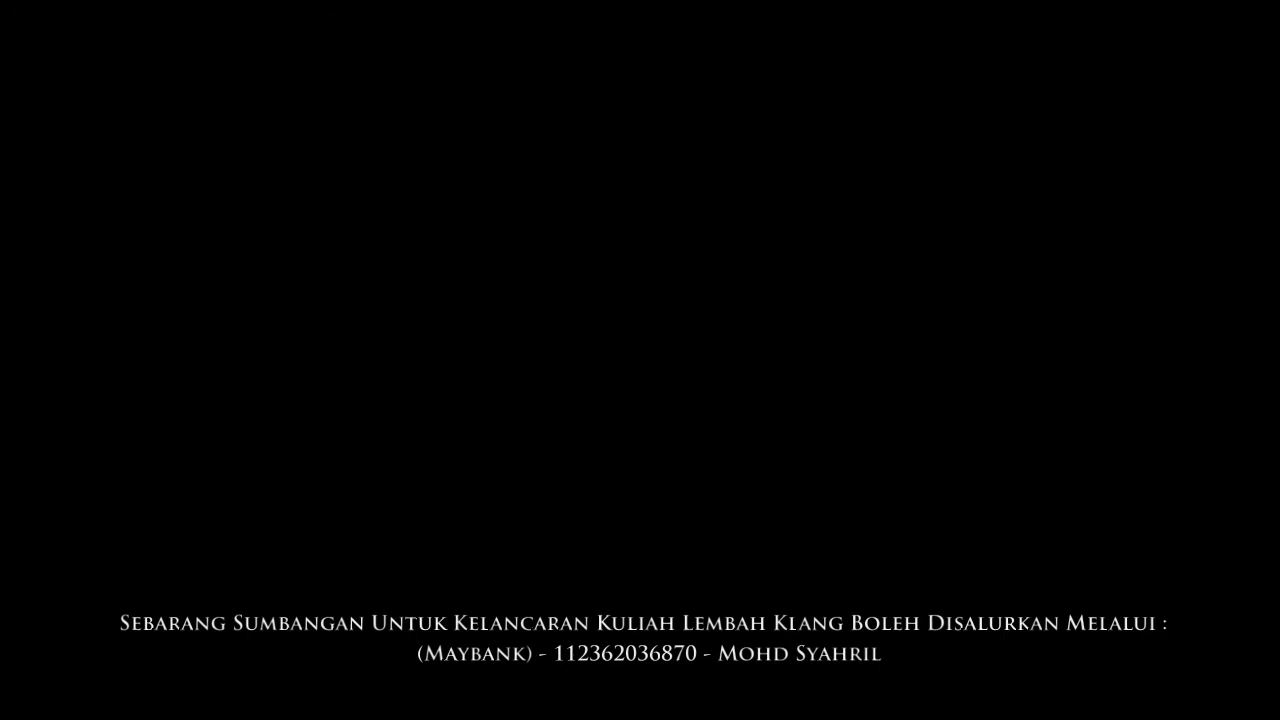 Sebarang Sumbangan Untuk Kelancaran Kuliah Lembah Klang Boleh Disalurkan Melalui :
(Maybank) - 112362036870 - Mohd Syahril